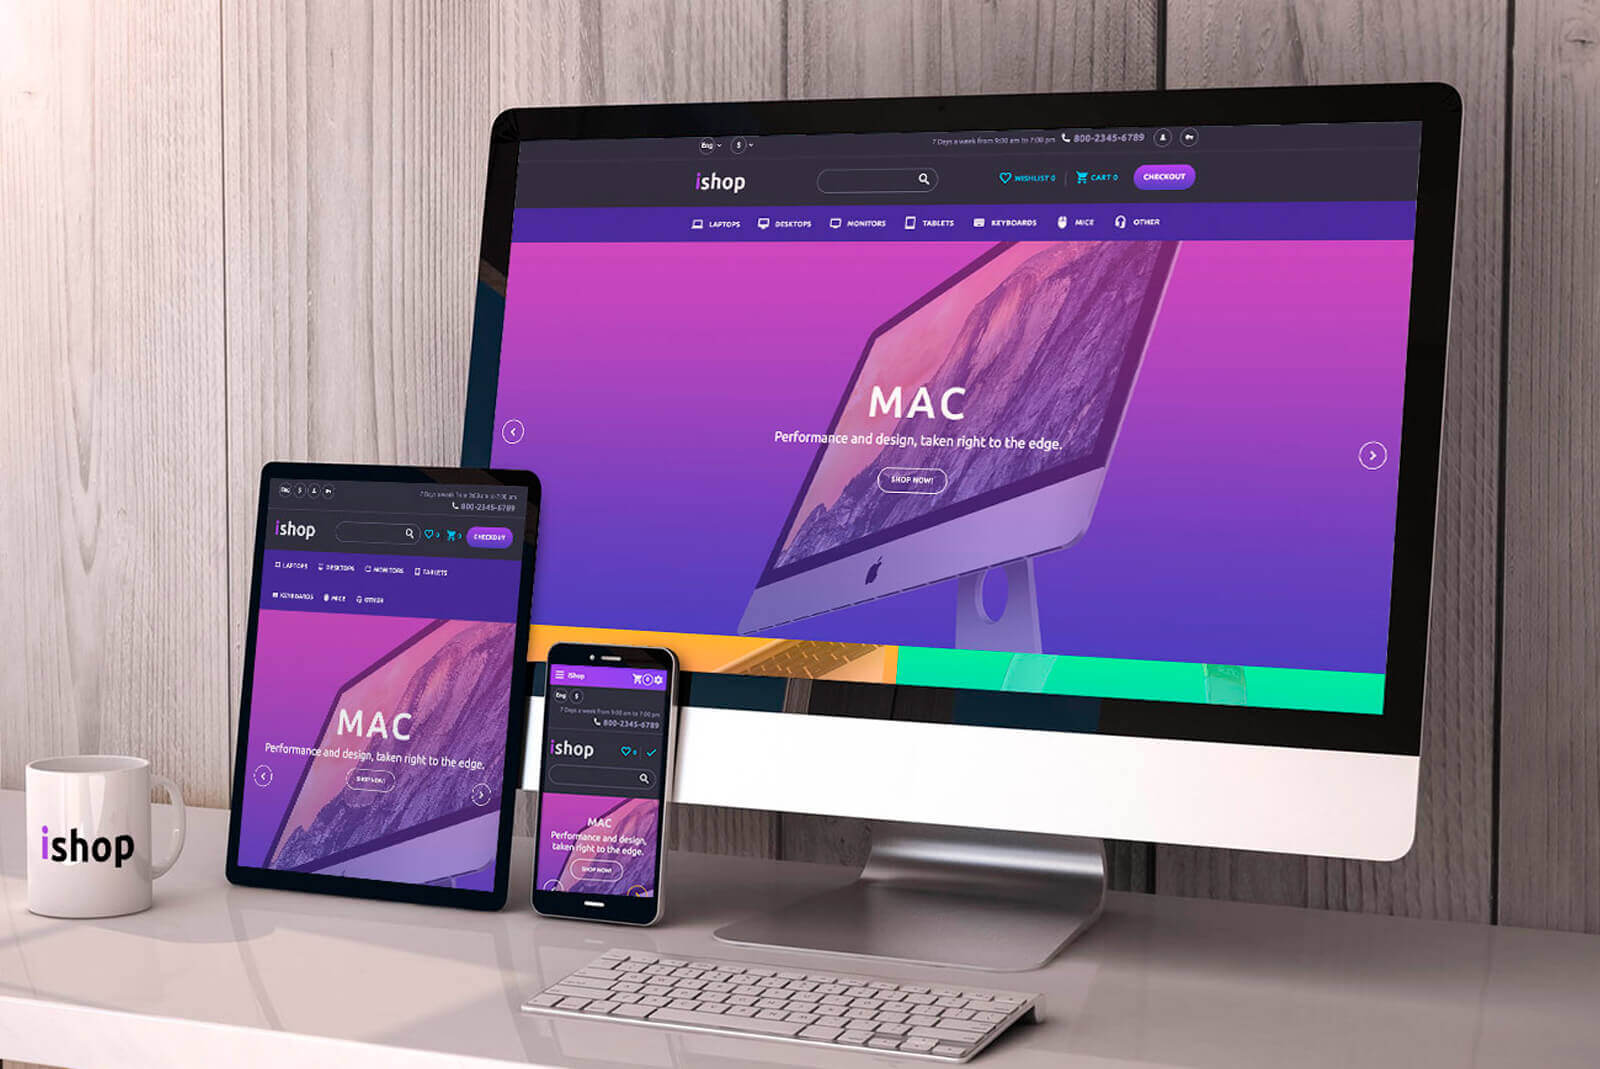 Eng $ 7 Days a week from 9:00 am to 7:00 pm 800-2345-6789
ishop WISHLIST 0 CART 0 CHECKOUT
LAPTOPS DESKTOPS MONITORS TABLETS KEYBOARDS MICE OTHER
MAC
Performance and design, taken right to the edge.
SHOP NOW!
Eng $ 7 Days a week from 9:00 am to 7:00 pm
800-2345-6789
ishop 0 0 CHECKOUT
LAPTOPS DESKTOPS MONITORS TABLETS
KEYBOARDS MICE OTHER
MAC
Performance and design, taken right to the edge.
SHOP NOW!
iShop 0
Eng $
7 Days a week from 9:00 am to 7:00 pm
800-2345-6789
ishop 0
MAC
Performance and design,
taken right to the edge.
SHOP NOW!
ishop